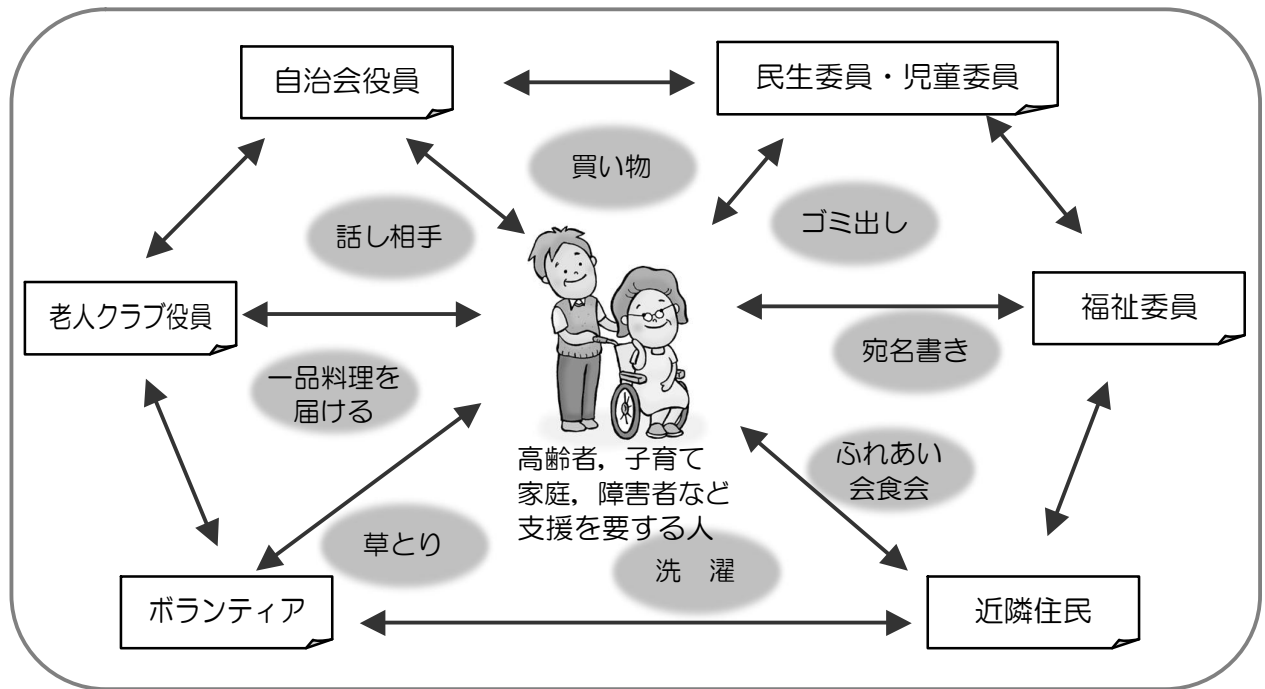 自治会役員
民生委員・児童委員
買い物
ゴミ出し
話し相手
老人クラブ役員
福祉委員
宛名書き
一品料理を
届ける
高齢者，子育て
家庭，障害者など
支援を要する人
ふれあい
会食会
草とり
洗　濯
ボランティア
近隣住民